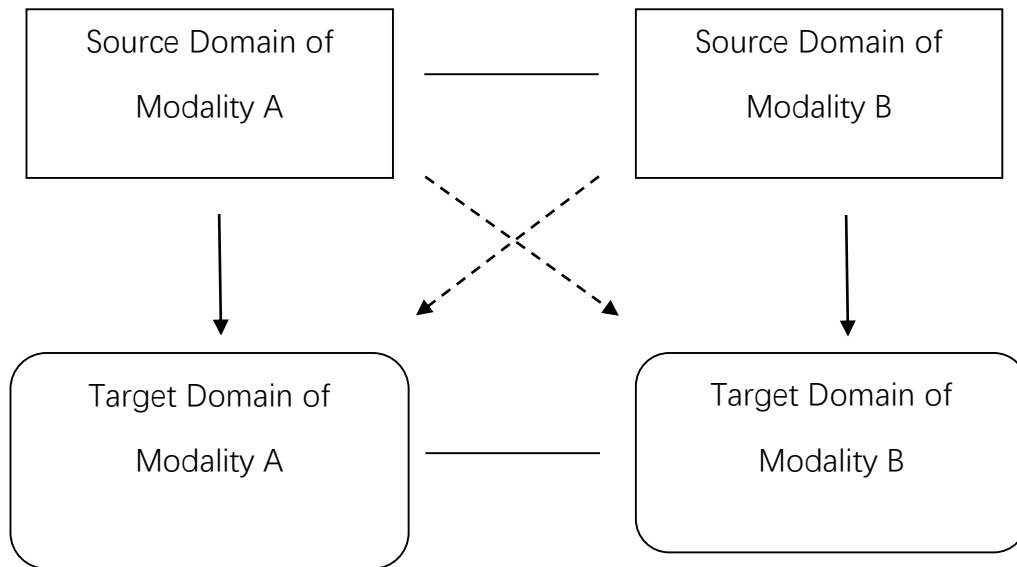 Source Domain of
Modality A
Source Domain of
Modality B
Target Domain of
Modality A
Target Domain of
Modality B